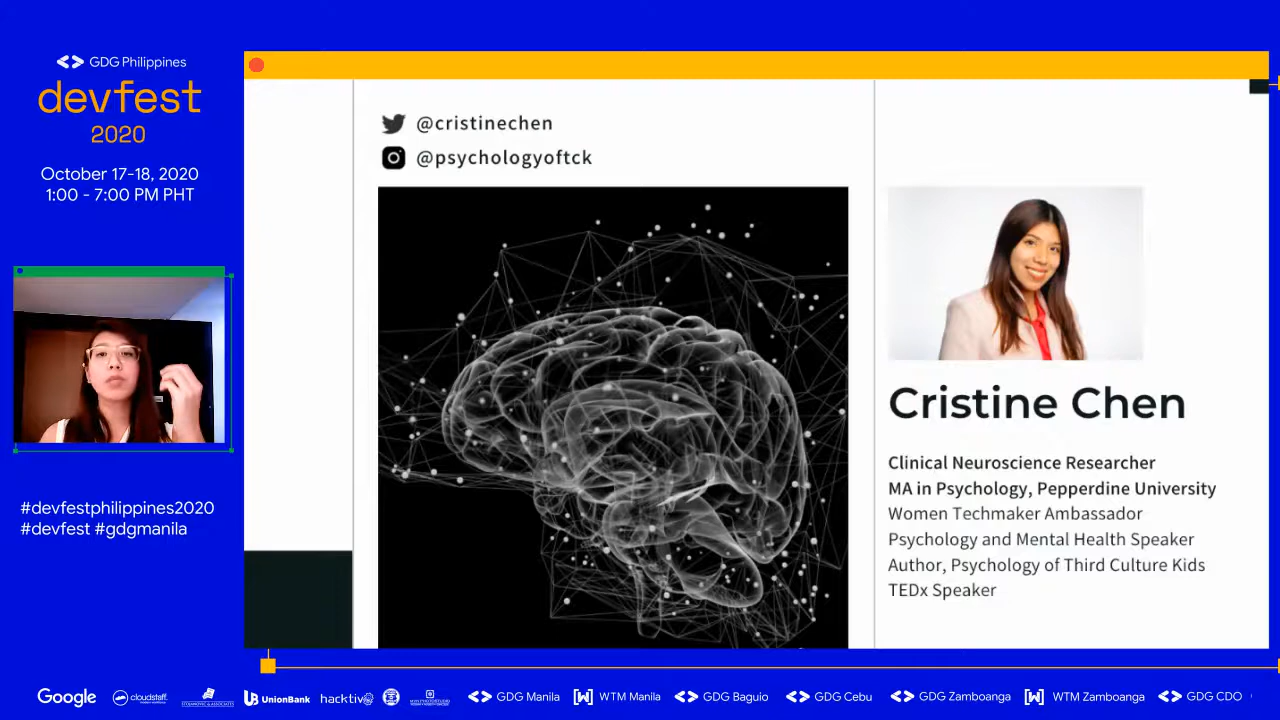 GDG Philippines
devfest
2020
October 17-18, 2020
1:00 - 7:00 PM PHT
#devfestphilippines2020
#devfest #gdgmanila
@cristinechen
@psychologyoftck
Cristine Chen
Clinical Neuroscience Researcher
MA in Psychology, Pepperdine University
Women Techmaker Ambassador
Psychology and Mental Health Speaker
Author, Psychology of Third Culture Kids
TEDx Speaker
Google cloudstaff UnionBank hacktiv8 GDG Manila WTM Manila GDG Baguio GDG Cebu GDG Zamboanga WTM Zamboanga GDG CDO